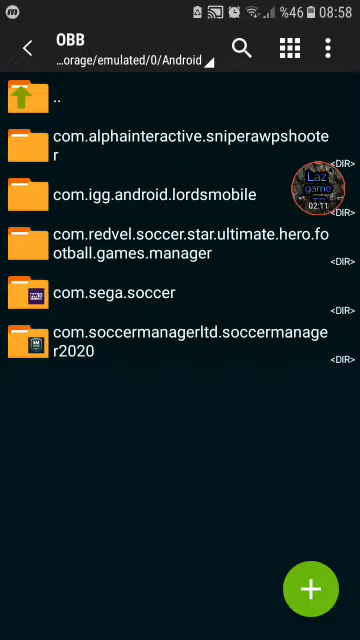 %46 08:58
OBB
...orage/emulated/0/Android
..
com.alphainteractive.sniperawpshoote
r
<DIR>
com.igg.android.lordsmobile
Laz
game
02:11
<DIR>
com.redvel.soccer.star.ultimate.hero.fo
otball.games.manager
<DIR>
com.sega.soccer
<DIR>
com.soccermanagerltd.soccermanage
r2020
<DIR>